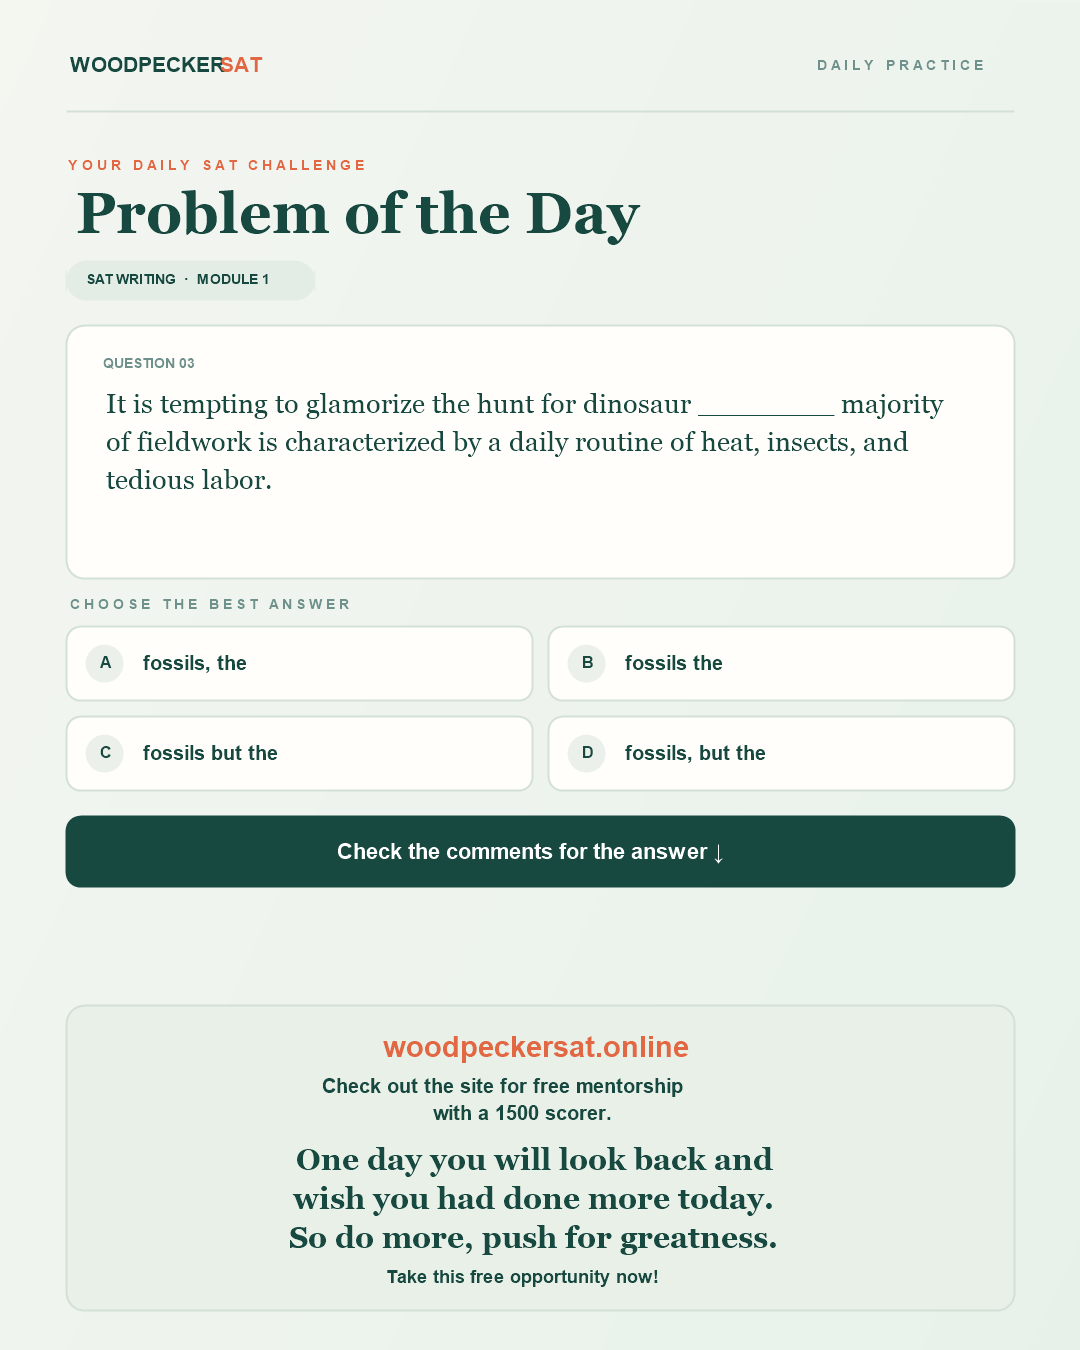 WOODPECKERSAT
DAILY PRACTICE
YOUR DAILY SAT CHALLENGE
Problem of the Day
SAT WRITING · MODULE 1
QUESTION 03
It is tempting to glamorize the hunt for dinosaur __________ majority
of fieldwork is characterized by a daily routine of heat, insects, and
tedious labor.
CHOOSE THE BEST ANSWER
A fossils, the
B fossils the
C fossils but the
D fossils, but the
Check the comments for the answer ↓
woodpeckersat.online
Check out the site for free mentorship
with a 1500 scorer.
One day you will look back and
wish you had done more today.
So do more, push for greatness.
Take this free opportunity now!